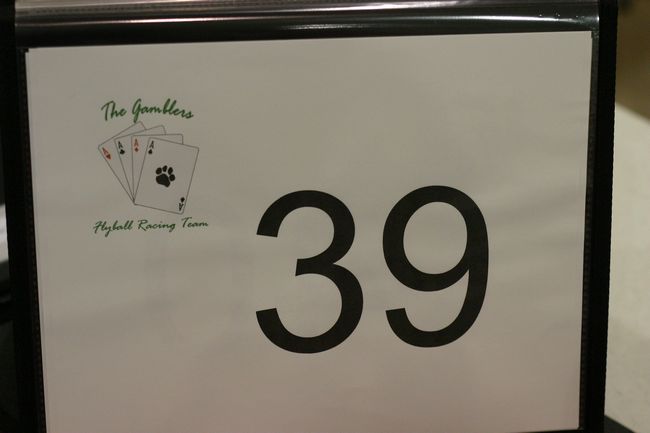 The Gamblers
A A A A
A
Flyball Racing Team
39